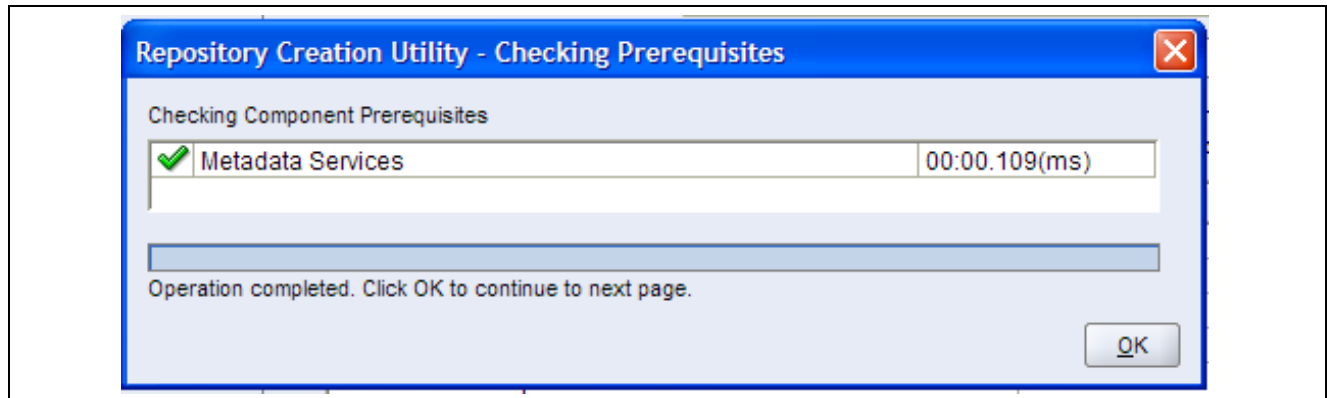 Repository Creation Utility - Checking Prerequisites
Checking Component Prerequisites
Metadata Services 00:00.109(ms)
Operation completed. Click OK to continue to next page.
OK